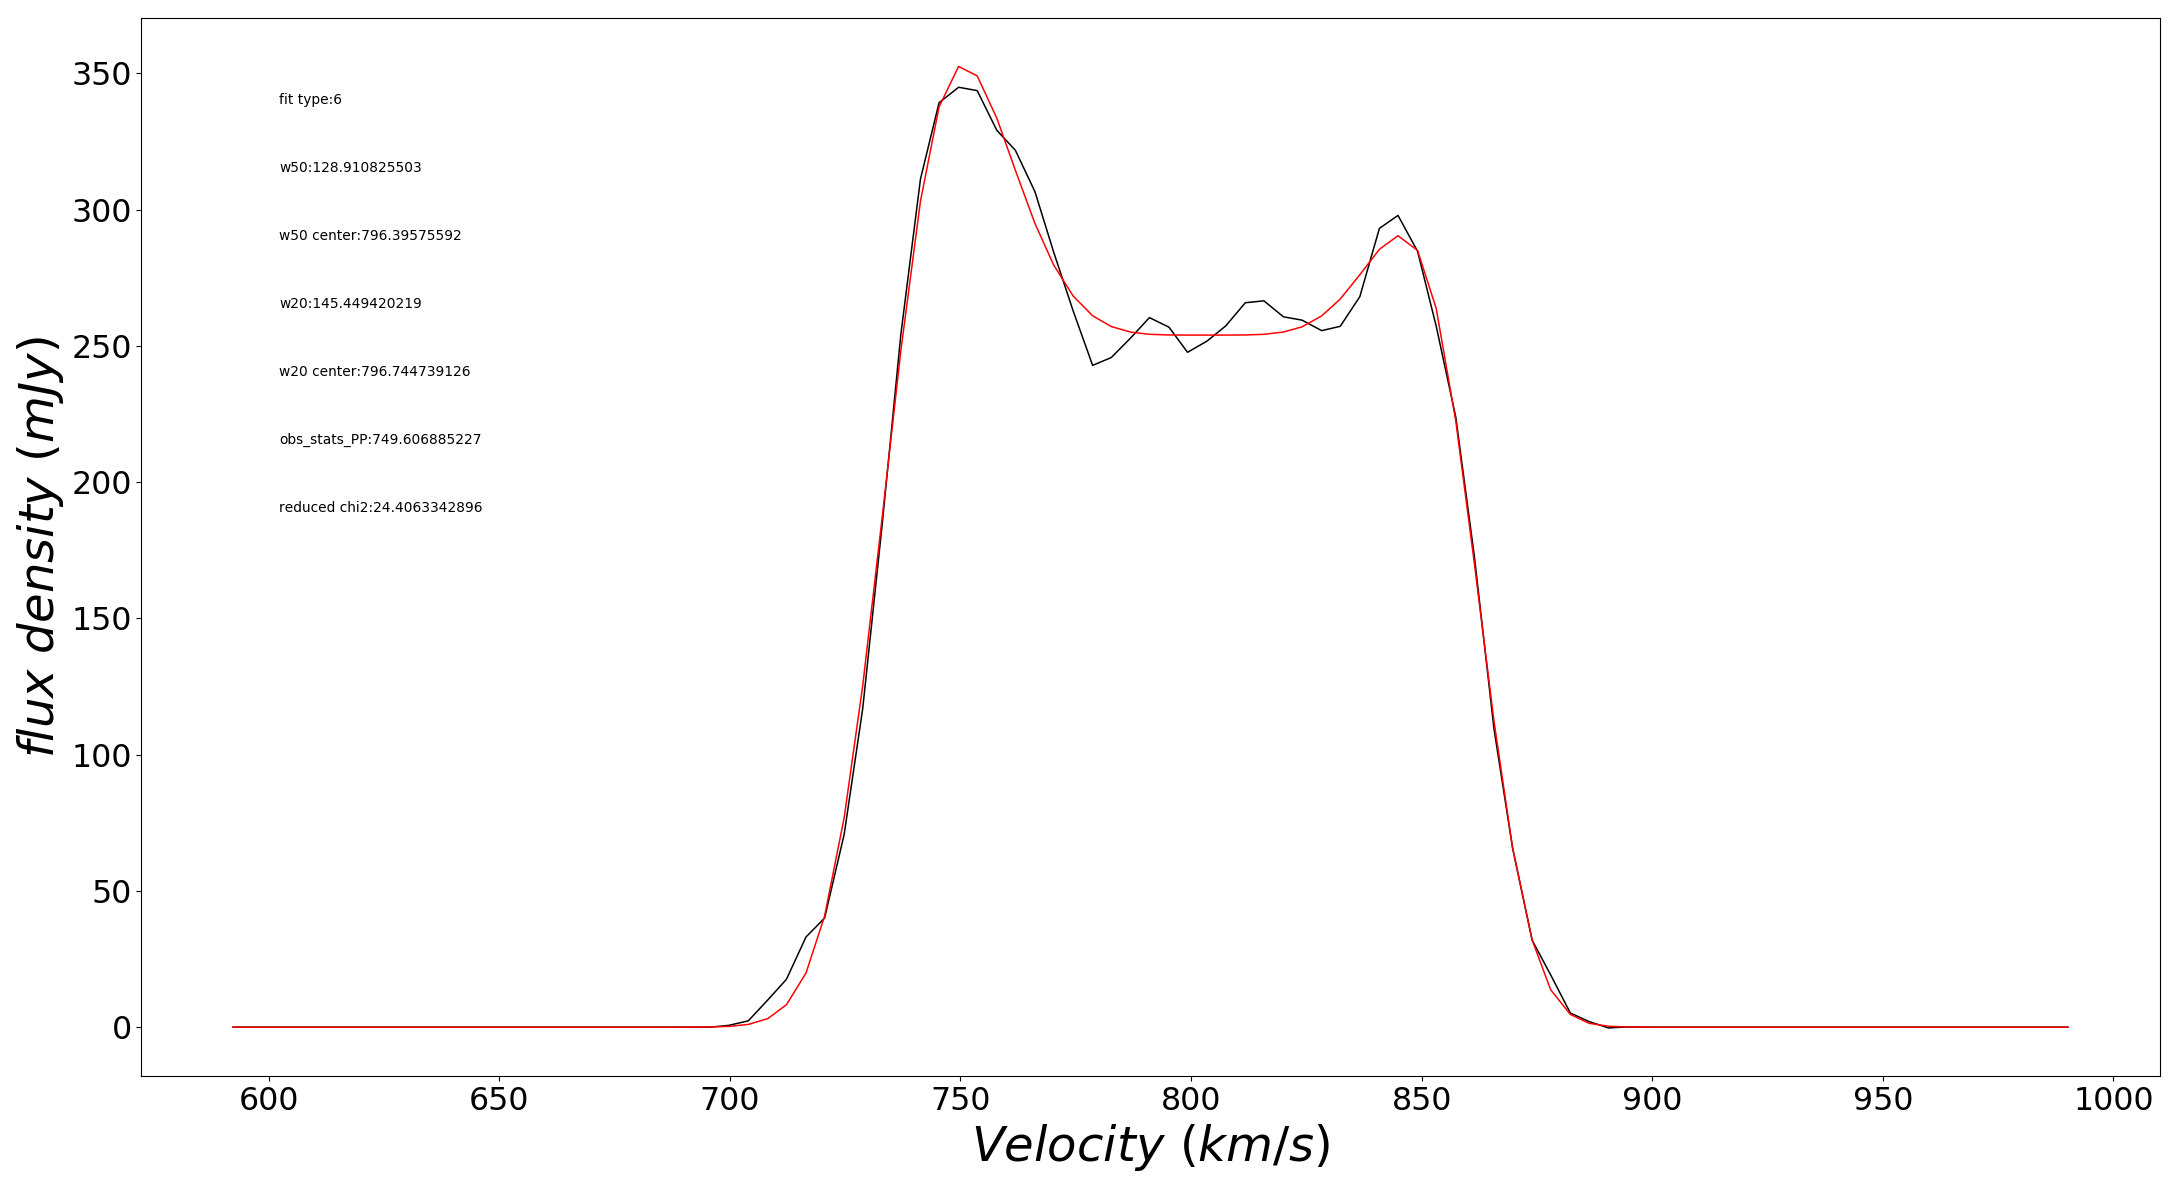 fit type:6
w50:128.910825503
w50 center:796.39575592
w20:145.449420219
w20 center:796.744739126
obs_stats_PP:749.606885227
reduced chi2:24.4063342896
flux density (mJy)
350
300
250
200
150
100
50
0
600 650 700 750 800 850 900 950 1000
Velocity (km/s)